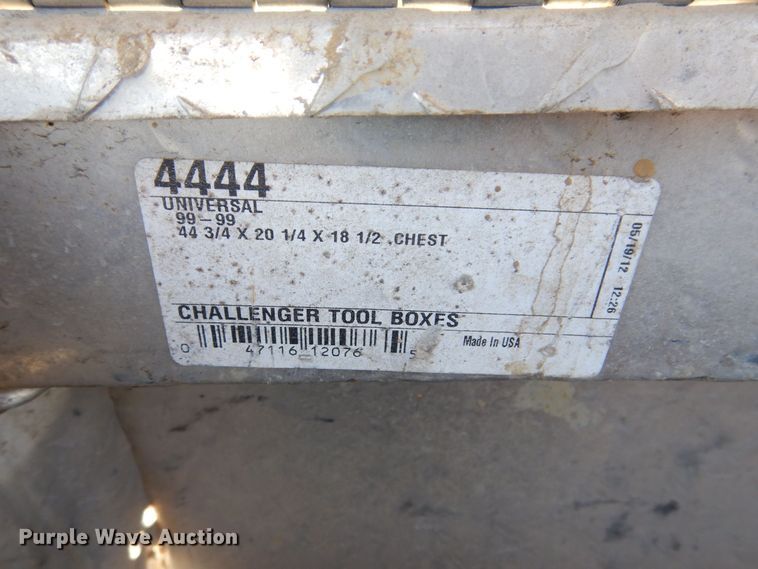 4444
UNIVERSAL
99-99
44 3/4 X 20 1/4 X 18 1/2 .CHEST
05/19/12 12:26
CHALLENGER TOOL BOXES
0 47116 12076 5
Made In USA
Purple Wave Auction